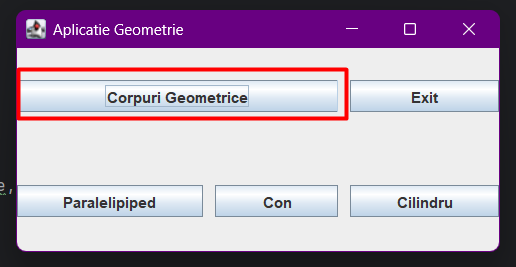 Aplicatie Geometrie
Corpuri Geometrice Exit
e,
Paralelipiped Con Cilindru